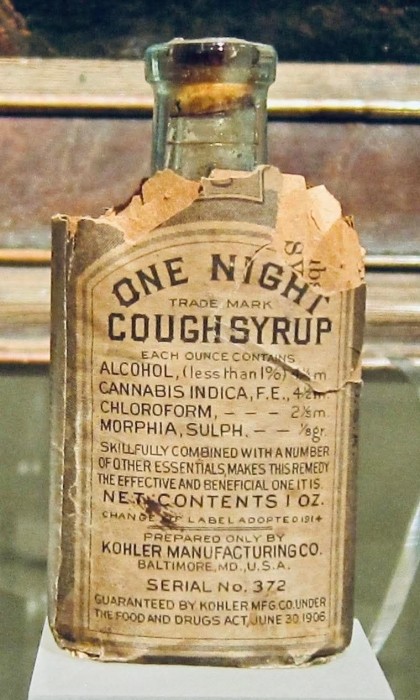 ONE NIGHT
TRADE MARK
COUGH SYRUP
EACH OUNCE CONTAINS
ALCOHOL, (less than 1%) m
CANNABIS INDICA, F.E.,
CHLOROFORM, – – – m.
MORPHIA, SULPH. – – gr.
SKILLFULLY COMBINED WITH A NUMBER
OF OTHER ESSENTIALS, MAKES THIS REMEDY
THE EFFECTIVE AND BENEFICIAL ONE IT IS.
NET CONTENTS 1 OZ.
CHANGE OF LABEL ADOPTED 1914
PREPARED ONLY BY
KOHLER MANUFACTURING CO.
BALTIMORE, MD., U.S.A.
SERIAL No. 372
GUARANTEED BY KOHLER MFG. CO. UNDER
THE FOOD AND DRUGS ACT, JUNE 30 1906